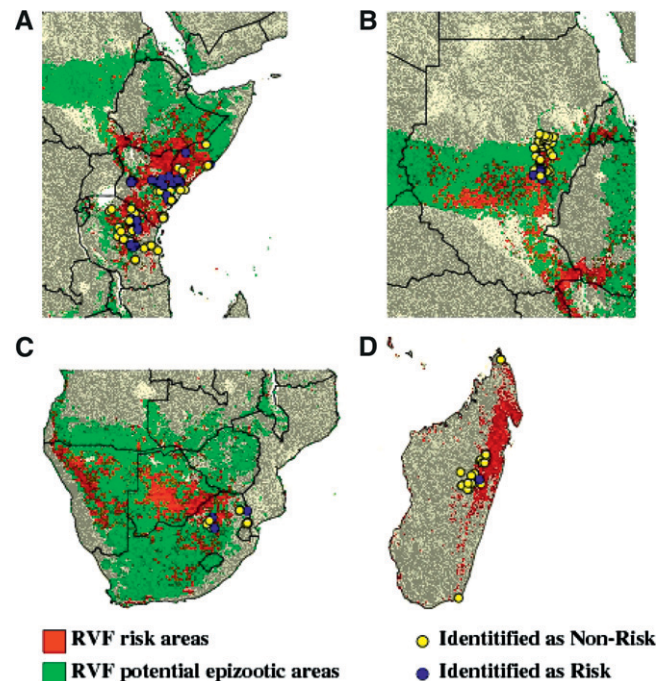 A
B
C
D
RVF risk areas
RVF potential epizootic areas
Identitified as Non-Risk
Identitified as Risk